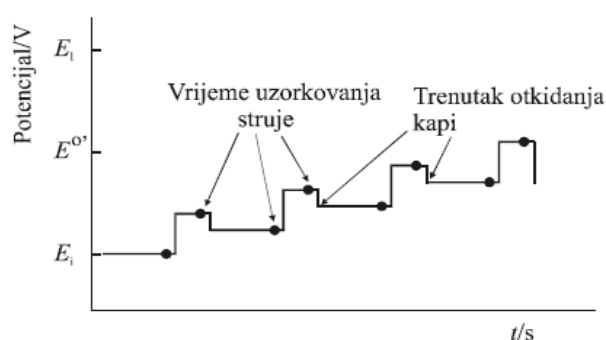 Potencijal/V
E₁
Vrijeme uzorkovanja
struje
Trenutak otkidanja
kapi
Eº’
Eᵢ
t/s